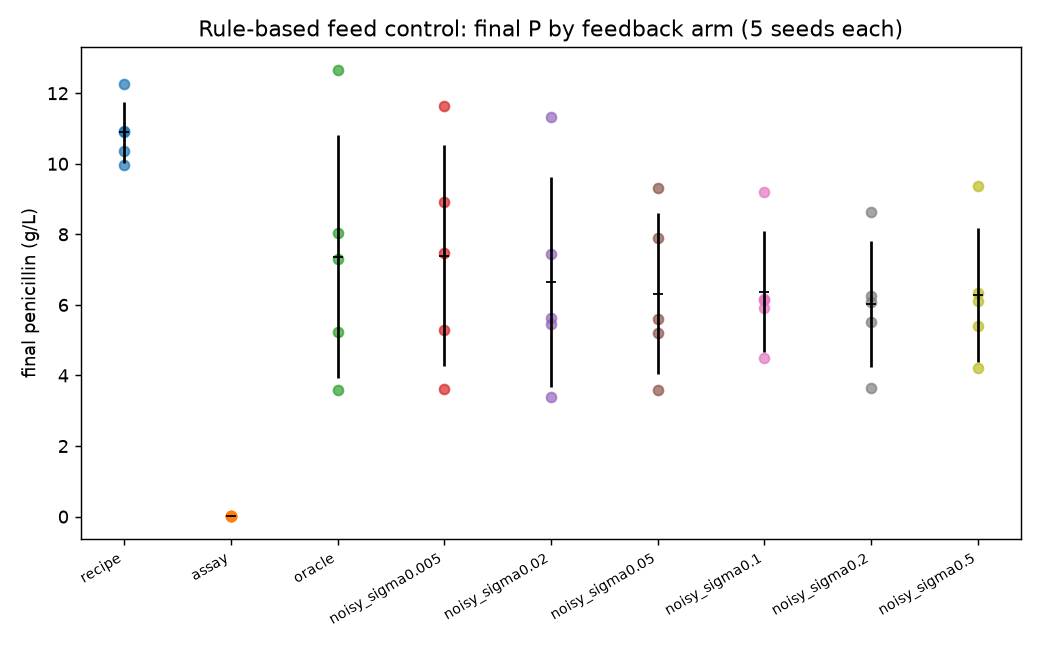 Rule-based feed control: final P by feedback arm (5 seeds each)
final penicillin (g/L)
12
10
8
6
4
2
0
recipe
assay
oracle
noisy_sigma0.005
noisy_sigma0.02
noisy_sigma0.05
noisy_sigma0.1
noisy_sigma0.2
noisy_sigma0.5